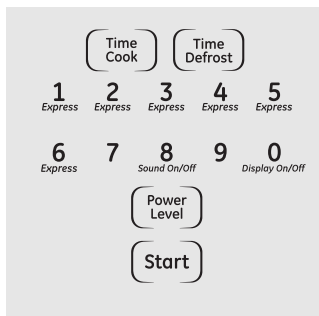 Time Cook Time Defrost
1 2 3 4 5
Express Express Express Express Express
6 7 8 9 0
Express Sound On/Off Display On/Off
Power
Level
Start